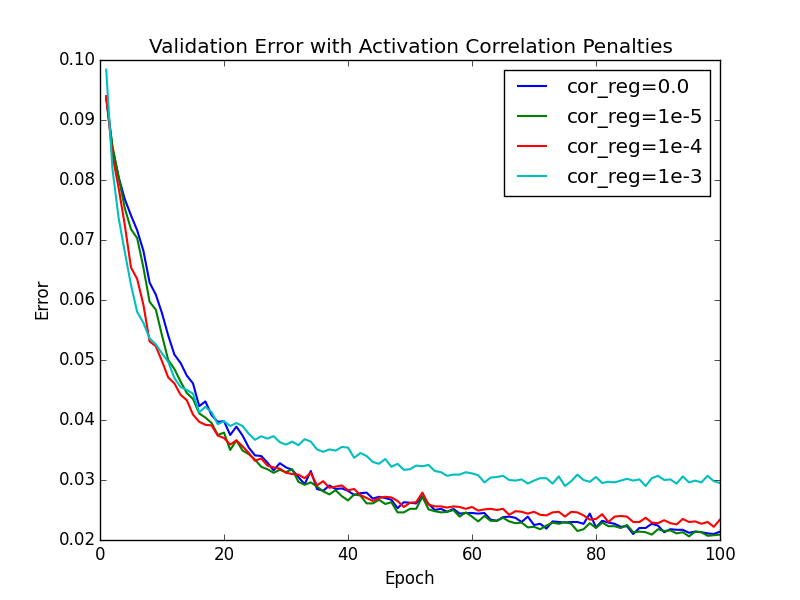 Validation Error with Activation Correlation Penalties
0.10
0.09
0.08
0.07
0.06
0.05
0.04
0.03
0.02
Error
cor_reg=0.0
cor_reg=1e-5
cor_reg=1e-4
cor_reg=1e-3
0 20 40 60 80 100
Epoch